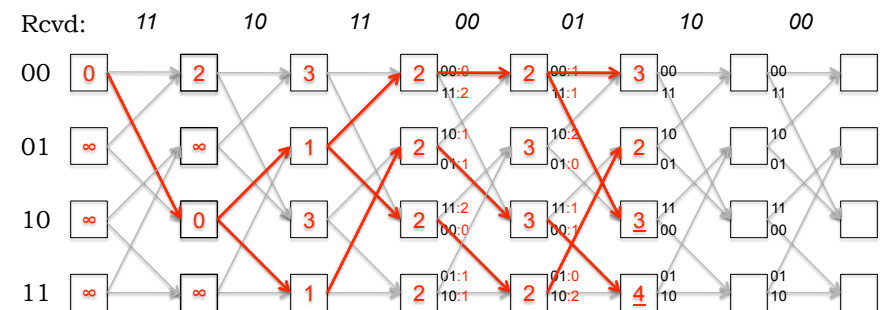 Rcvd: 11 10 11 00 01 10 00
00 0 2 3 2 00:0 2 00:1 3 00 00
11:2 11:1 11 11
01 ∞ ∞ 1 2 10:1 3 10:2 2 10 10
01:1 01:0 01 01
10 ∞ 0 3 2 11:2 3 11:1 3 11 11
00:0 00:1 00 00
11 ∞ ∞ 1 2 01:1 2 01:0 4 01 01
10:1 10:2 10 10